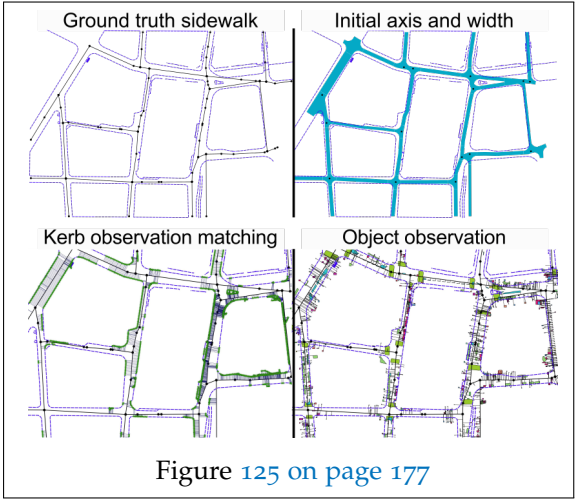 Ground truth sidewalk
Initial axis and width
Kerb observation matching
Object observation
Figure 125 on page 177